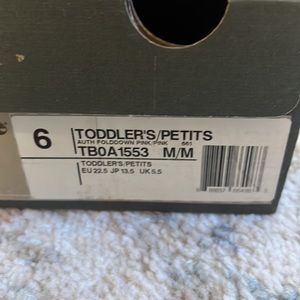 6
TODDLER'S/PETITS
AUTH FOLDDOWN PINK/PINK 661
TB0A1553 M/M
TODDLER'S/PETITS
EU 22.5 JP 13.5 UK 5.5